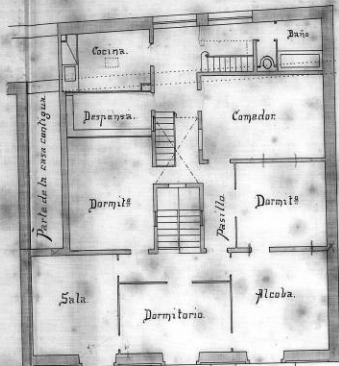 Cocina.
Baño
Despensa.
Comedor.
Parte de la casa contigua.
Dormitº
Pasillo
Dormitº
Sala.
Dormitorio.
Alcoba.